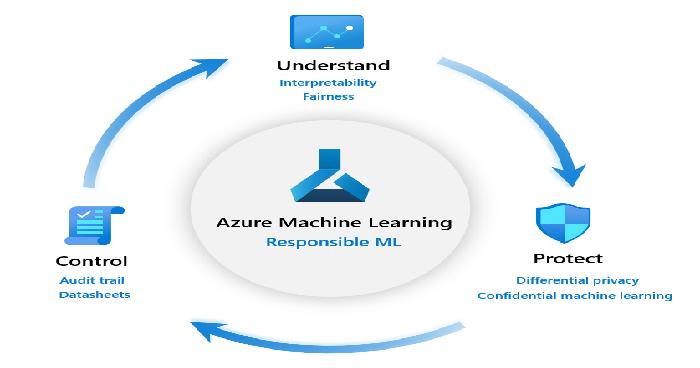 Understand
Interpretability
Fairness
Azure Machine Learning
Responsible ML
Control
Audit trail
Datasheets
Protect
Differential privacy
Confidential machine learning